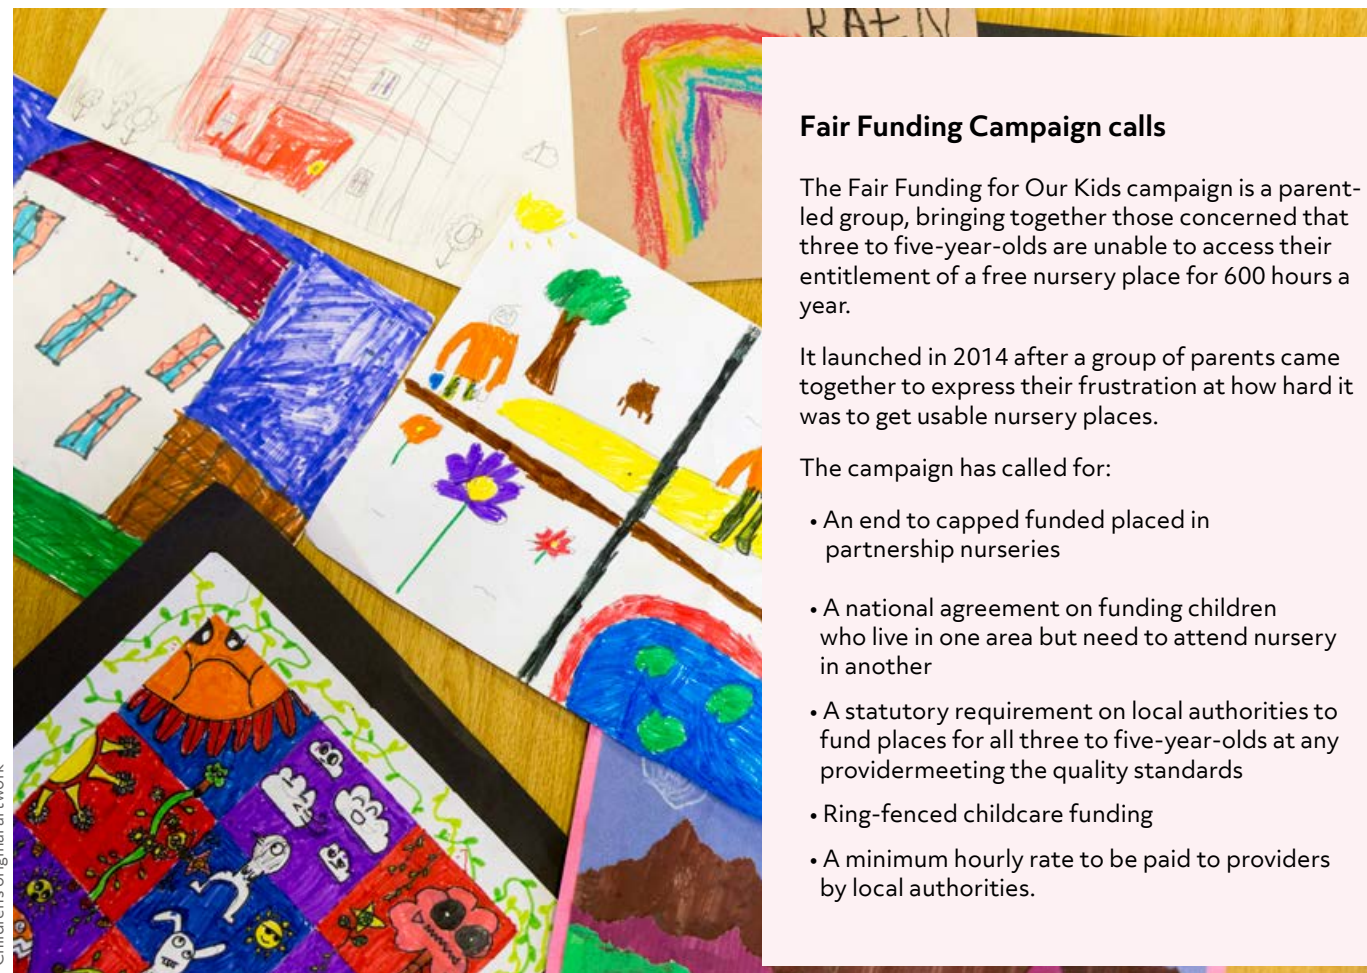 RAEN
Fair Funding Campaign calls
The Fair Funding for Our Kids campaign is a parent-
led group, bringing together those concerned that
three to five-year-olds are unable to access their
entitlement of a free nursery place for 600 hours a
year.
It launched in 2014 after a group of parents came
together to express their frustration at how hard it
was to get usable nursery places.
The campaign has called for:
• An end to capped funded placed in
partnership nurseries
• A national agreement on funding children
who live in one area but need to attend nursery
in another
• A statutory requirement on local authorities to
fund places for all three to five-year-olds at any
providermeeting the quality standards
• Ring-fenced childcare funding
• A minimum hourly rate to be paid to providers
by local authorities.
Children's original artwork